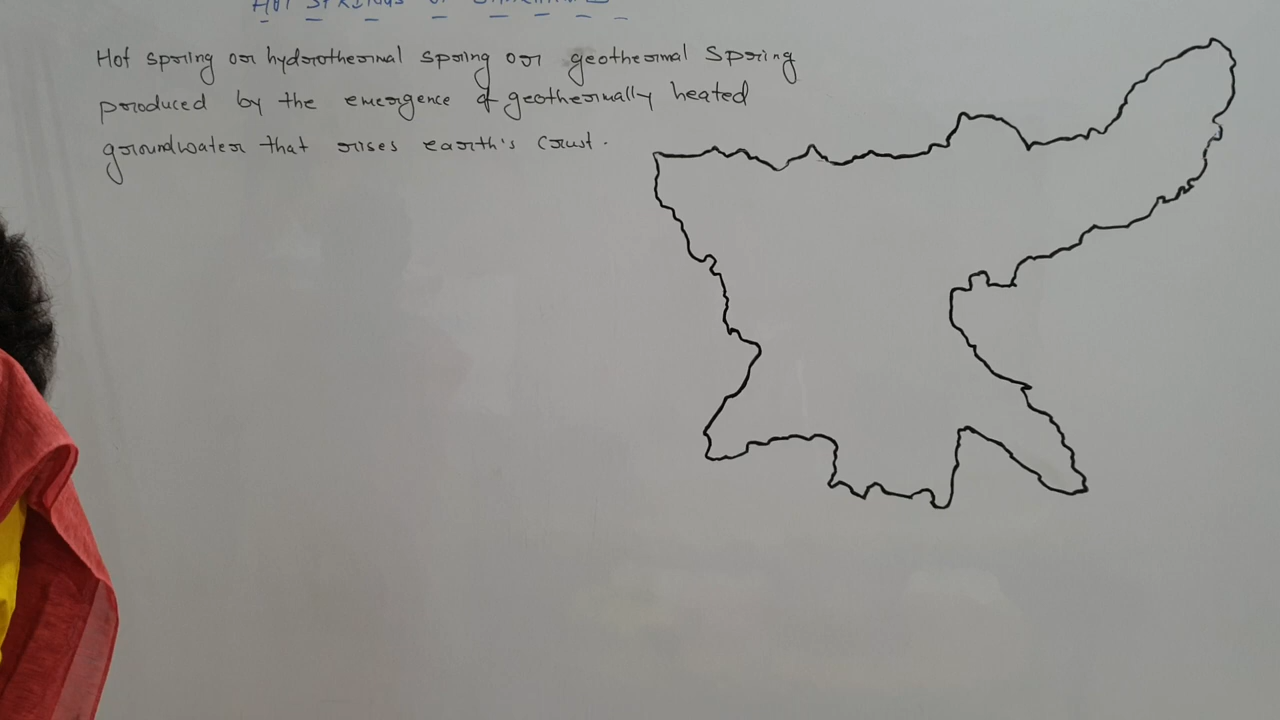 Hot spring or hydrothermal spring or geothermal spring
produced by the emergence of geothermally heated
groundwater that rises earth's crust.